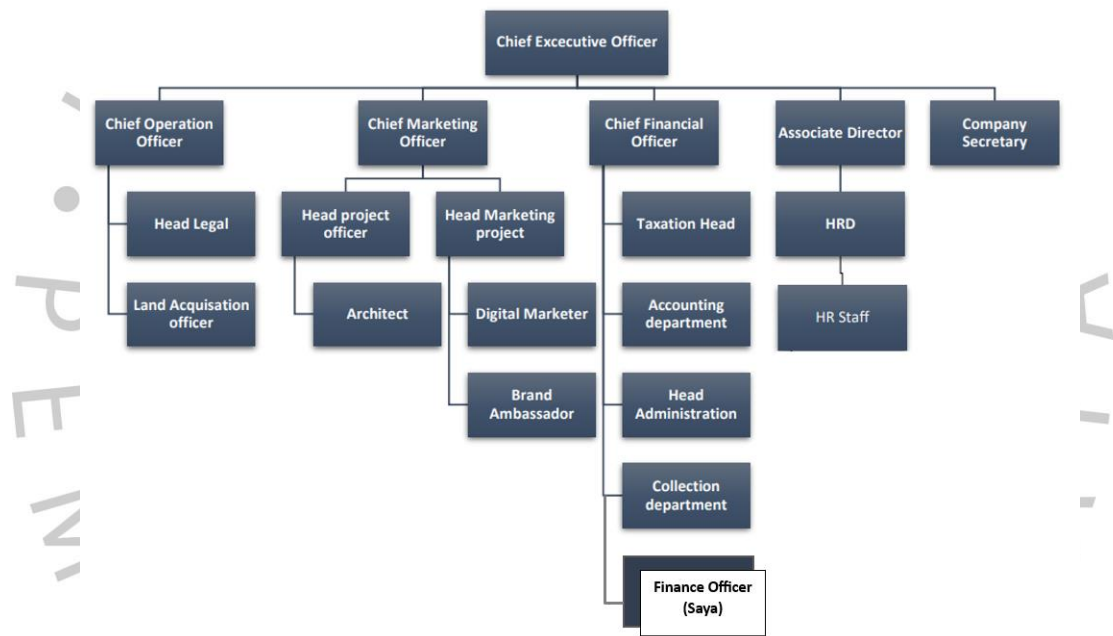 Chief Excecutive Officer
Chief Operation
Officer
Chief Marketing
Officer
Chief Financial
Officer
Associate Director
Company
Secretary
Head Legal
Head project
officer
Head Marketing
project
Taxation Head
HRD
Land Acquisation
officer
Architect
Digital Marketer
Accounting
department
HR Staff
Brand
Ambassador
Head
Administration
Collection
department
Finance Officer
(Saya)